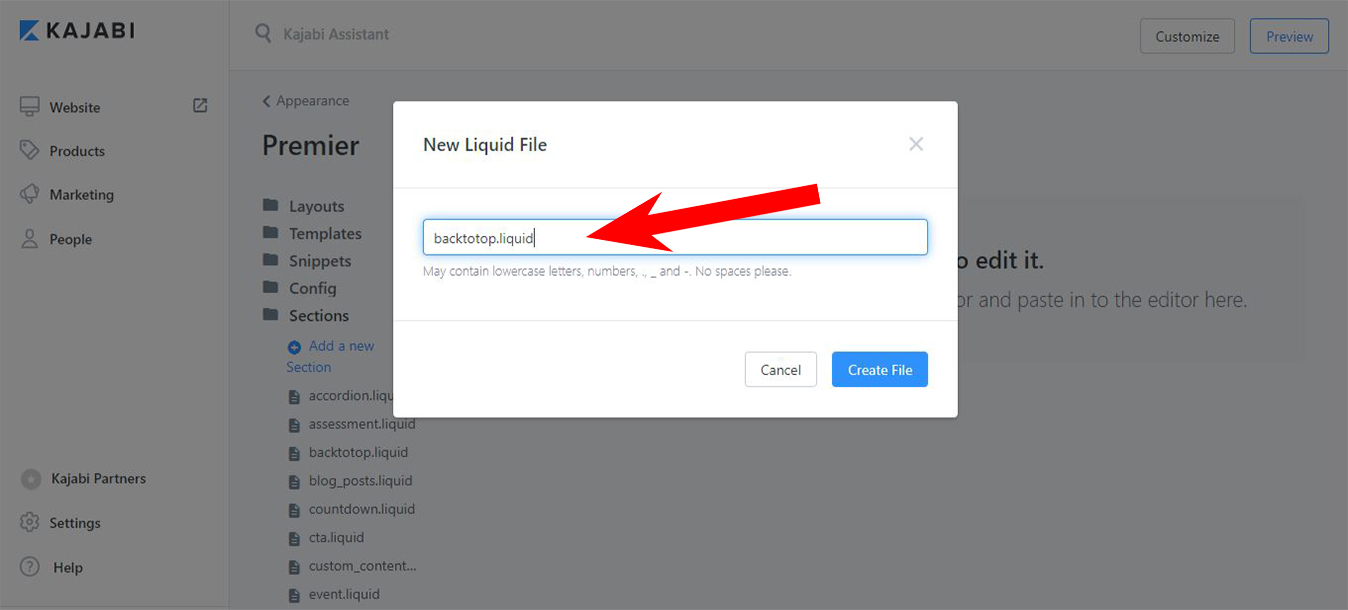 KAJABI
Kajabi Assistant
Customize
Preview
Website
Products
Marketing
People
Kajabi Partners
Settings
Help
Appearance
Premier
Layouts
Templates
Snippets
Config
Sections
Add a new
Section
accordion.liqu
assessment.liquid
backtotop.liquid
blog_posts.liquid
countdown.liquid
cta.liquid
custom_content...
event.liquid
New Liquid File
backtotop.liquid
May contain lowercase letters, numbers, ., _ and -. No spaces please.
Cancel
Create File
o edit it.
or and paste in to the editor here.